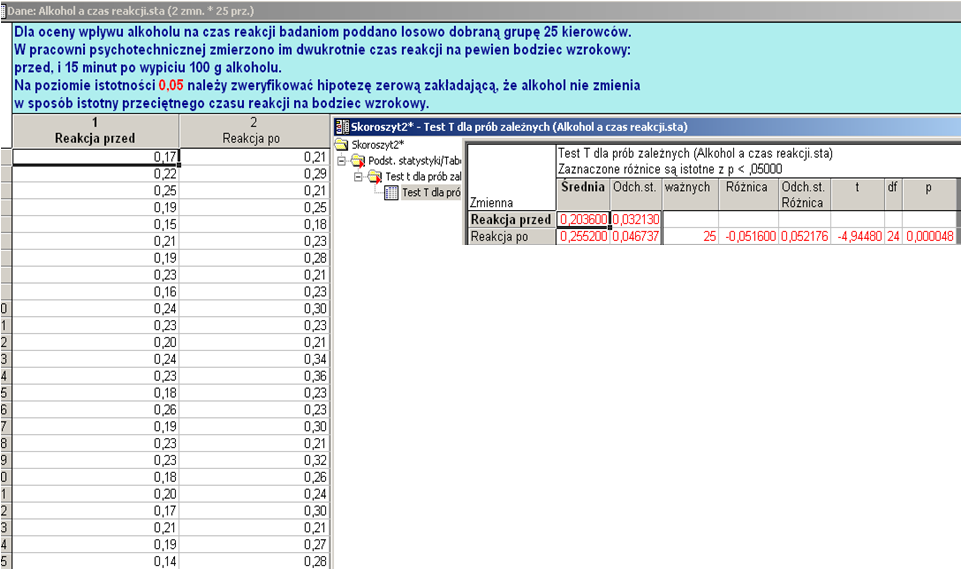 Dane: Alkohol a czas reakcji.sta (2 zmn. * 25 prz.)
Dla oceny wpływu alkoholu na czas reakcji badaniom poddano losowo dobraną grupę 25 kierowców.
W pracowni psychotechnicznej zmierzono im dwukrotnie czas reakcji na pewien bodziec wzrokowy:
przed, i 15 minut po wypiciu 100 g alkoholu.
Na poziomie istotności 0,05 należy zweryfikować hipotezę zerową zakładającą, że alkohol nie zmienia
w sposób istotny przeciętnego czasu reakcji na bodziec wzrokowy.
1 2
Reakcja przed Reakcja po
0,17 0,21
0,22 0,29
0,25 0,21
0,19 0,25
0,15 0,18
0,21 0,23
0,19 0,28
0,23 0,21
0,16 0,23
0 0,24 0,30
1 0,23 0,23
2 0,20 0,21
3 0,24 0,34
4 0,23 0,36
5 0,18 0,23
6 0,26 0,23
7 0,19 0,30
8 0,23 0,21
9 0,23 0,32
0 0,18 0,26
1 0,20 0,24
2 0,17 0,30
3 0,21 0,21
4 0,19 0,27
5 0,14 0,28
Skoroszyt2* - Test T dla prób zależnych (Alkohol a czas reakcji.sta)
Skoroszyt2*
Podst. statystyki/Tabe
Test t dla prób zal
Test T dla pró
Test T dla prób zależnych (Alkohol a czas reakcji.sta)
Zaznaczone różnice są istotne z p < ,05000
Zmienna Średnia Odch.st. ważnych Różnica Odch.st. Różnica t df p
Reakcja przed 0,203600 0,032130
Reakcja po 0,255200 0,046737 25 -0,051600 0,052176 -4,94480 24 0,000048